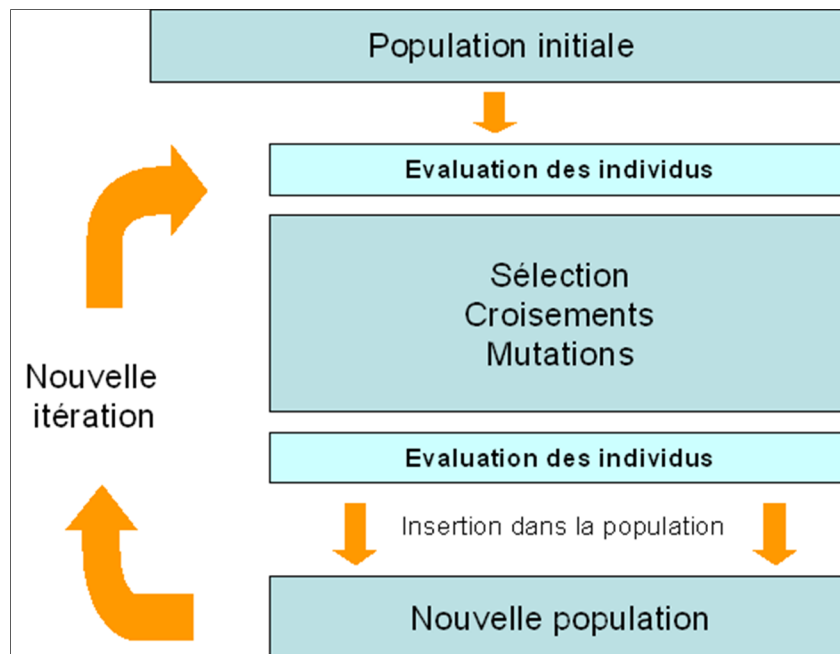 Population initiale
Evaluation des individus
Sélection
Croisements
Mutations
Nouvelle
itération
Evaluation des individus
Insertion dans la population
Nouvelle population